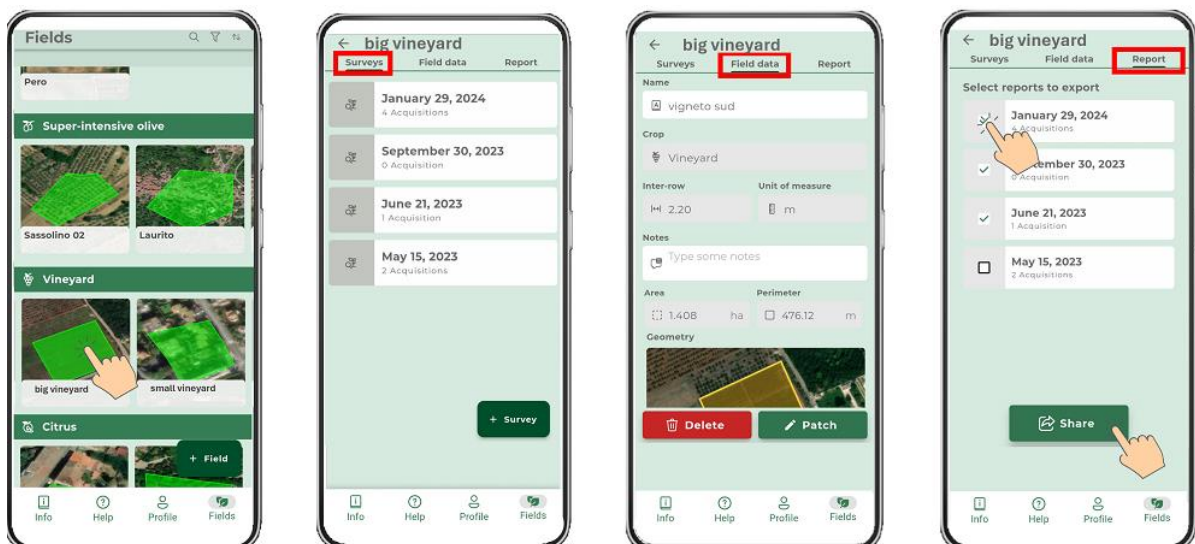 Fields
Pero
Super-intensive olive
Sassolino 02
Laurito
Vineyard
big vineyard
small vineyard
Citrus
+ Field
Info
Help
Profile
Fields
big vineyard
Surveys
Field data
Report
January 29, 2024
4 Acquisitions
September 30, 2023
0 Acquisition
June 21, 2023
1 Acquisition
May 15, 2023
2 Acquisitions
+ Survey
Info
Help
Profile
Fields
big vineyard
Surveys
Field data
Report
Name
vigneto sud
Crop
Vineyard
Inter-row
Unit of measure
2.20
m
Notes
Type some notes
Area
Perimeter
1.408 ha
476.12 m
Geometry
Delete
Patch
Info
Help
Profile
Fields
big vineyard
Surveys
Field data
Report
Select reports to export
January 29, 2024
4 Acquisitions
tember 30, 2023
0 Acquisition
June 21, 2023
1 Acquisition
May 15, 2023
2 Acquisitions
Share
Info
Help
Profile
Fields